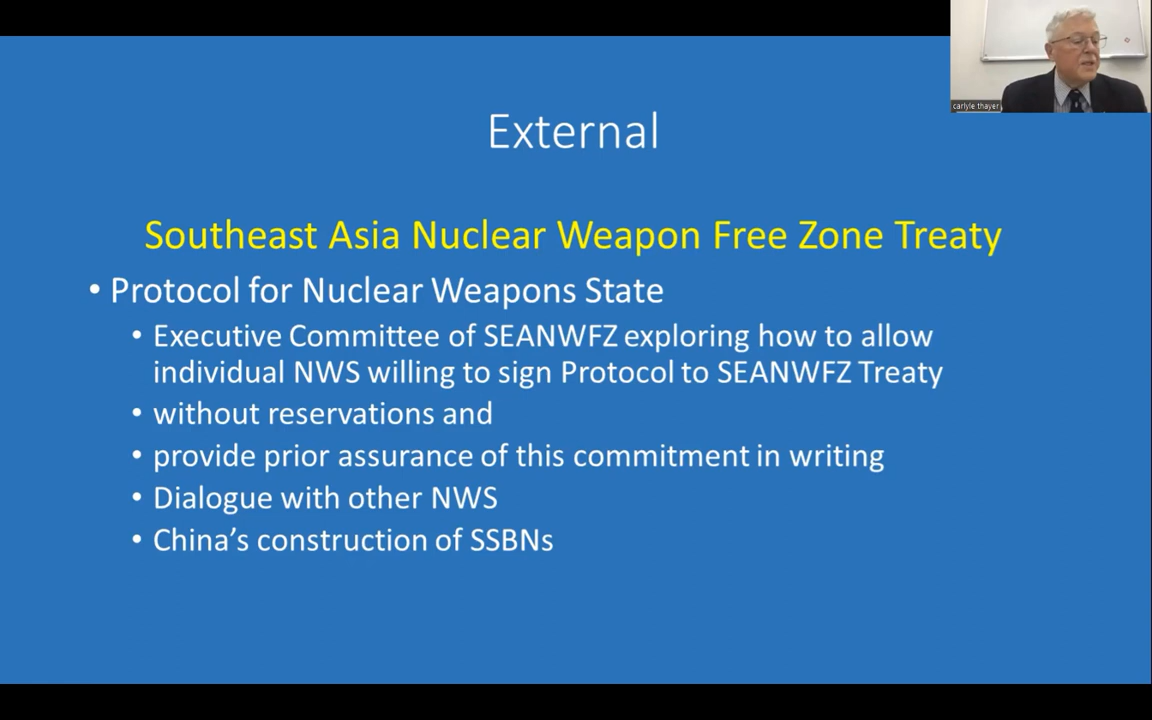 carlyle thayer
External
Southeast Asia Nuclear Weapon Free Zone Treaty
• Protocol for Nuclear Weapons State
• Executive Committee of SEANWFZ exploring how to allow
individual NWS willing to sign Protocol to SEANWFZ Treaty
• without reservations and
• provide prior assurance of this commitment in writing
• Dialogue with other NWS
• China’s construction of SSBNs